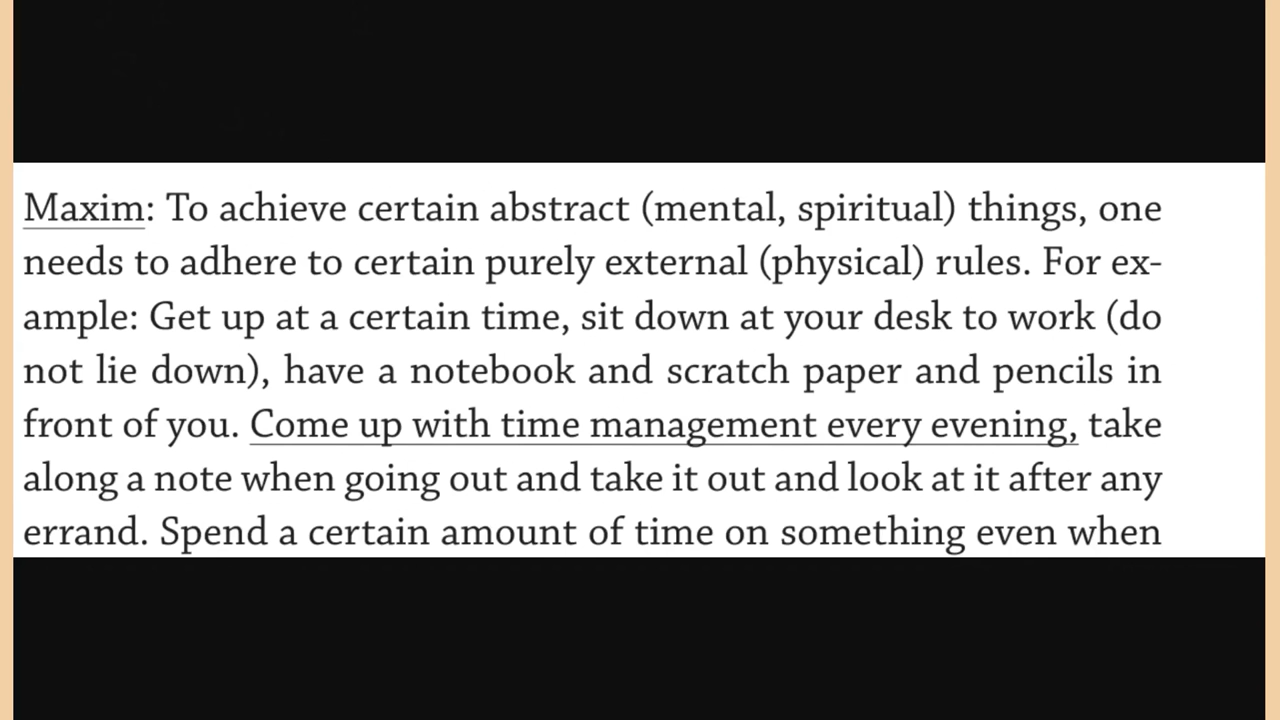 Maxim: To achieve certain abstract (mental, spiritual) things, one
needs to adhere to certain purely external (physical) rules. For ex-
ample: Get up at a certain time, sit down at your desk to work (do
not lie down), have a notebook and scratch paper and pencils in
front of you. Come up with time management every evening, take
along a note when going out and take it out and look at it after any
errand. Spend a certain amount of time on something even when